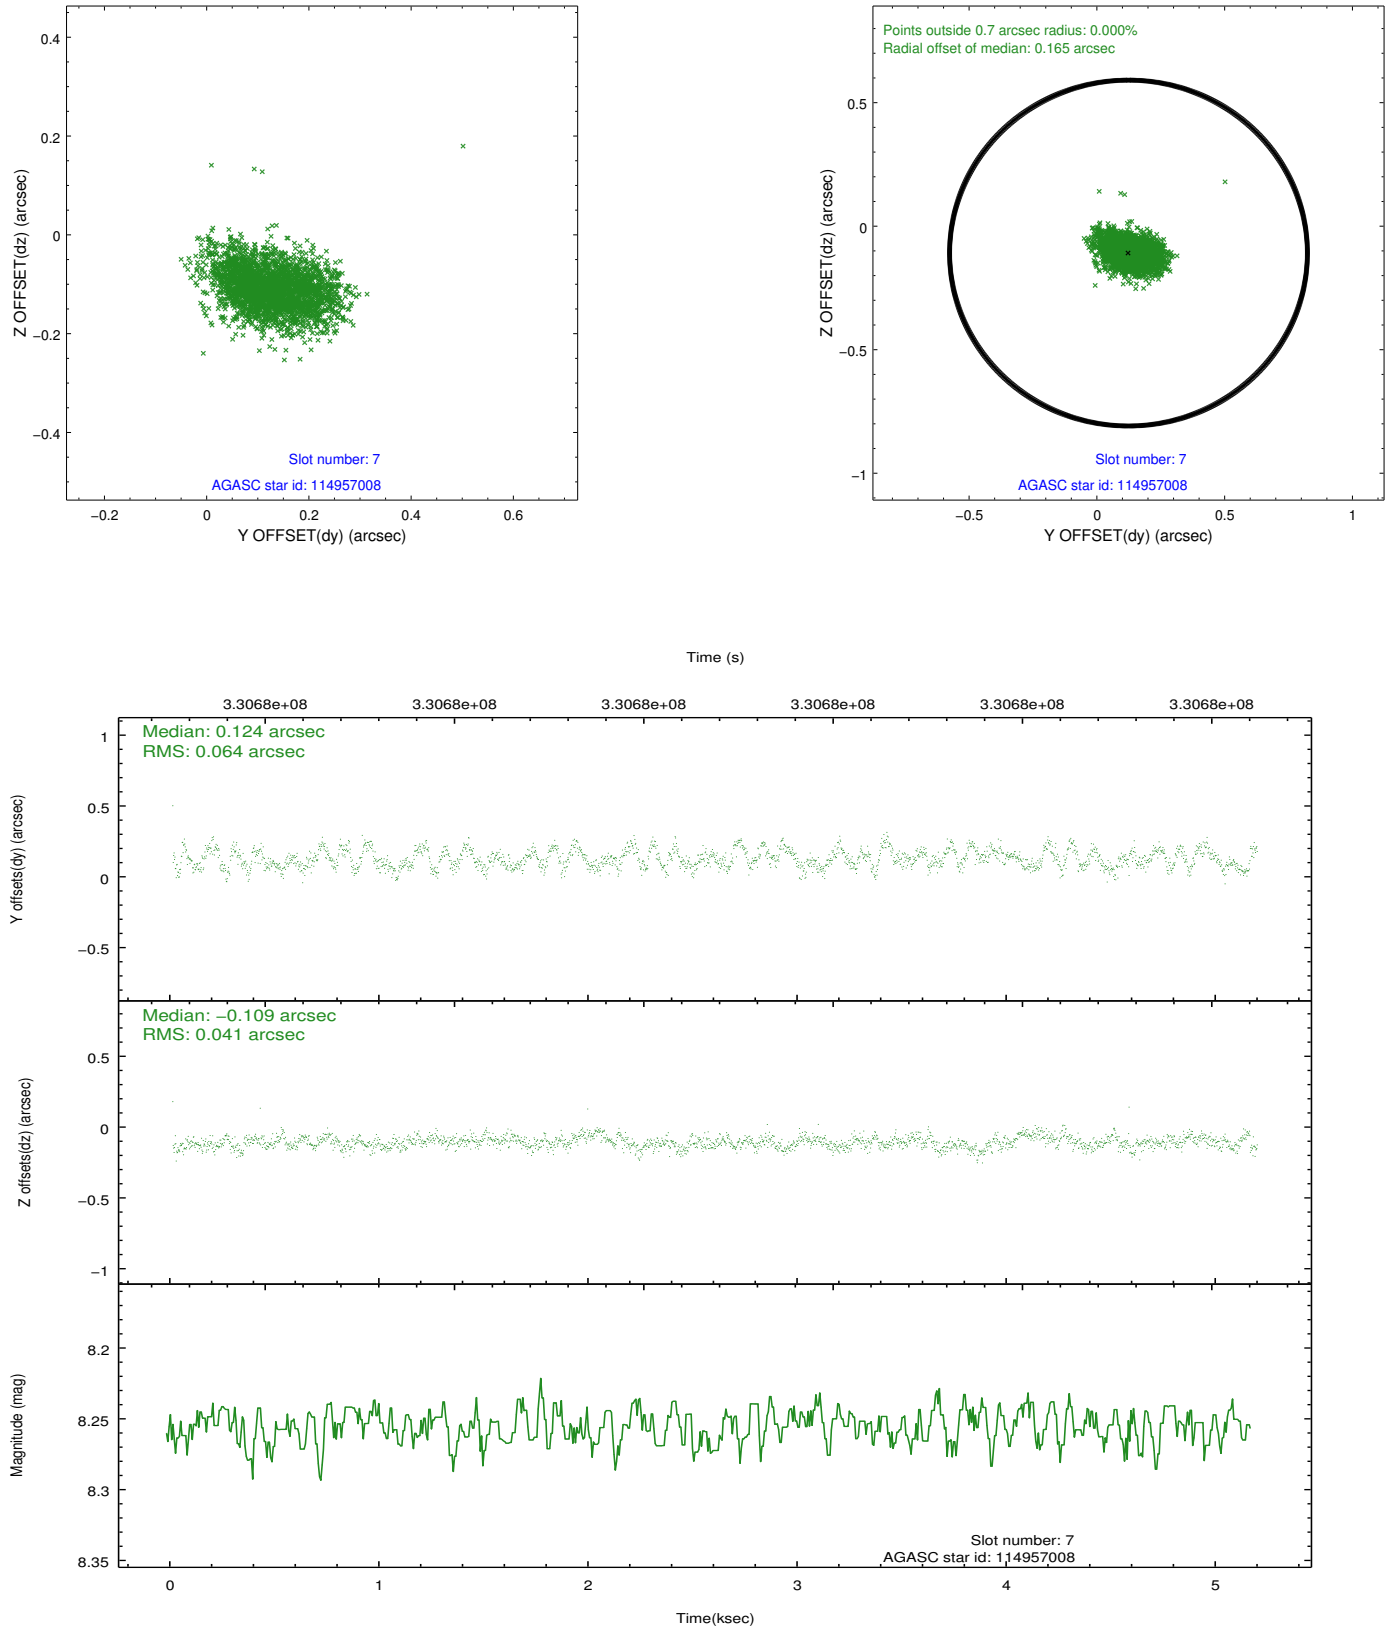 0.4
0.2
0
−0.2
−0.4
Z OFFSET(dz) (arcsec)
Slot number: 7
AGASC star id: 114957008
−0.2 0 0.2 0.4 0.6
Y OFFSET(dy) (arcsec)
Points outside 0.7 arcsec radius: 0.000%
Radial offset of median: 0.165 arcsec
0.5
0
−0.5
−1
Z OFFSET(dz) (arcsec)
Slot number: 7
AGASC star id: 114957008
−0.5 0 0.5 1
Y OFFSET(dy) (arcsec)
Time (s)
3.3068e+08 3.3068e+08 3.3068e+08 3.3068e+08 3.3068e+08 3.3068e+08
Median: 0.124 arcsec
RMS: 0.064 arcsec
1
0.5
0
−0.5
Y offsets(dy) (arcsec)
Median: −0.109 arcsec
RMS: 0.041 arcsec
0.5
0
−0.5
−1
Z offsets(dz) (arcsec)
8.2
8.25
8.3
8.35
Magnitude (mag)
Slot number: 7
AGASC star id: 114957008
0 1 2 3 4 5
Time(ksec)